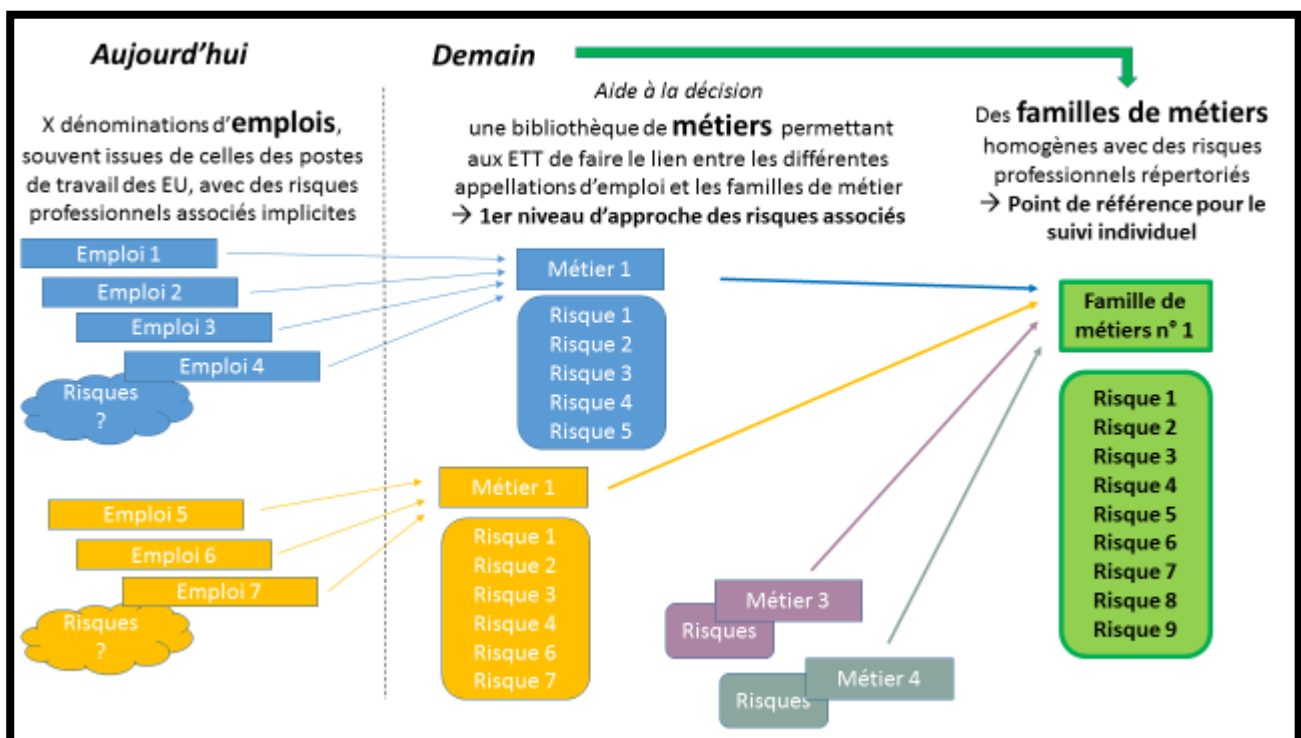 Aujourd'hui
X dénominations d'emplois,
souvent issues de celles des postes
de travail des EU, avec des risques
professionnels associés implicites
Emploi 1
Emploi 2
Emploi 3
Emploi 4
Risques
?
Emploi 5
Emploi 6
Emploi 7
Risques
?
Demain
Aide à la décision
une bibliothèque de métiers permettant
aux ETT de faire le lien entre les différentes
appellations d'emploi et les familles de métier
→ 1er niveau d'approche des risques associés
Métier 1
Risque 1
Risque 2
Risque 3
Risque 4
Risque 5
Métier 1
Risque 1
Risque 2
Risque 3
Risque 4
Risque 6
Risque 7
Métier 3
Risques
Métier 4
Risques
Des familles de métiers
homogènes avec des risques
professionnels répertoriés
→ Point de référence pour le
suivi individuel
Famille de
métiers n° 1
Risque 1
Risque 2
Risque 3
Risque 4
Risque 5
Risque 6
Risque 7
Risque 8
Risque 9